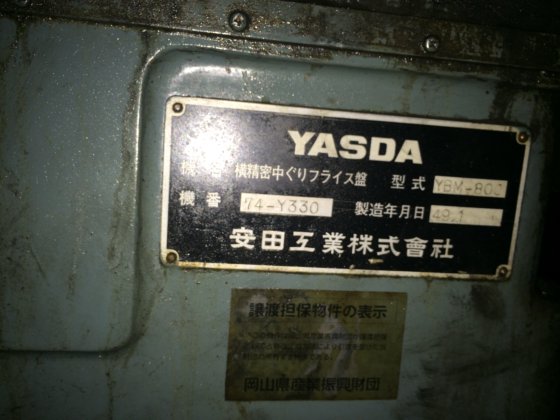 YASDA
機 名 横精密中ぐりフライス盤 型式 YBM-80C
機番 74-Y330 製造年月日 49.1
安田工業株式會社
譲渡担保物件の表示
岡山県産業振興財団